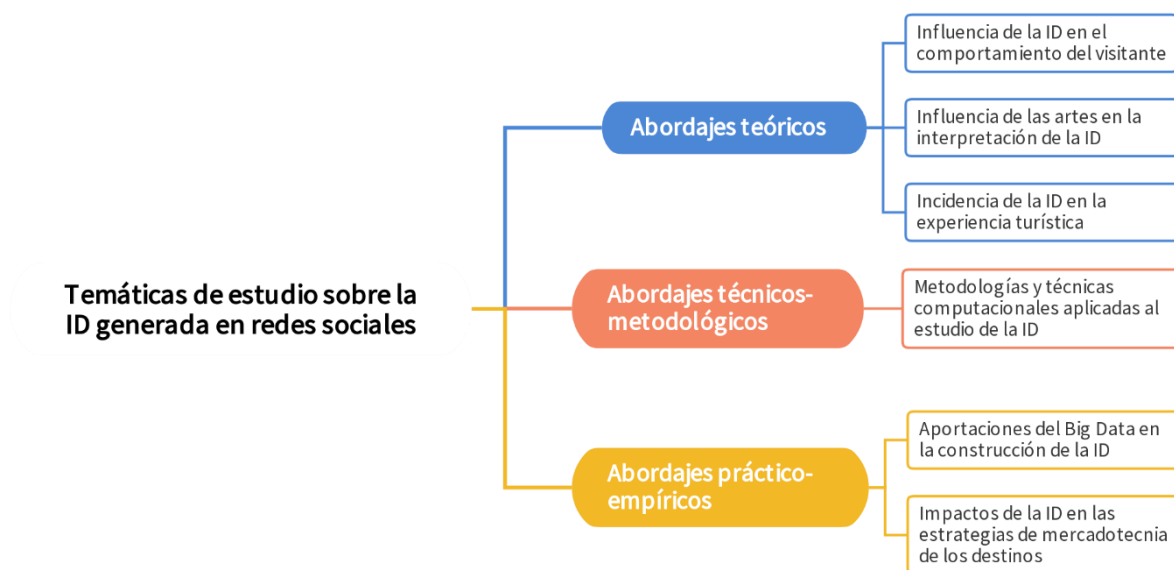 Temáticas de estudio sobre la
ID generada en redes sociales
Abordajes teóricos
Influencia de la ID en el
comportamiento del visitante
Influencia de las artes en la
interpretación de la ID
Incidencia de la ID en la
experiencia turística
Abordajes técnicos-
metodológicos
Metodologías y técnicas
computacionales aplicadas al
estudio de la ID
Abordajes práctico-
empíricos
Aportaciones del Big Data en
la construcción de la ID
Impactos de la ID en las
estrategias de mercadotecnia
de los destinos